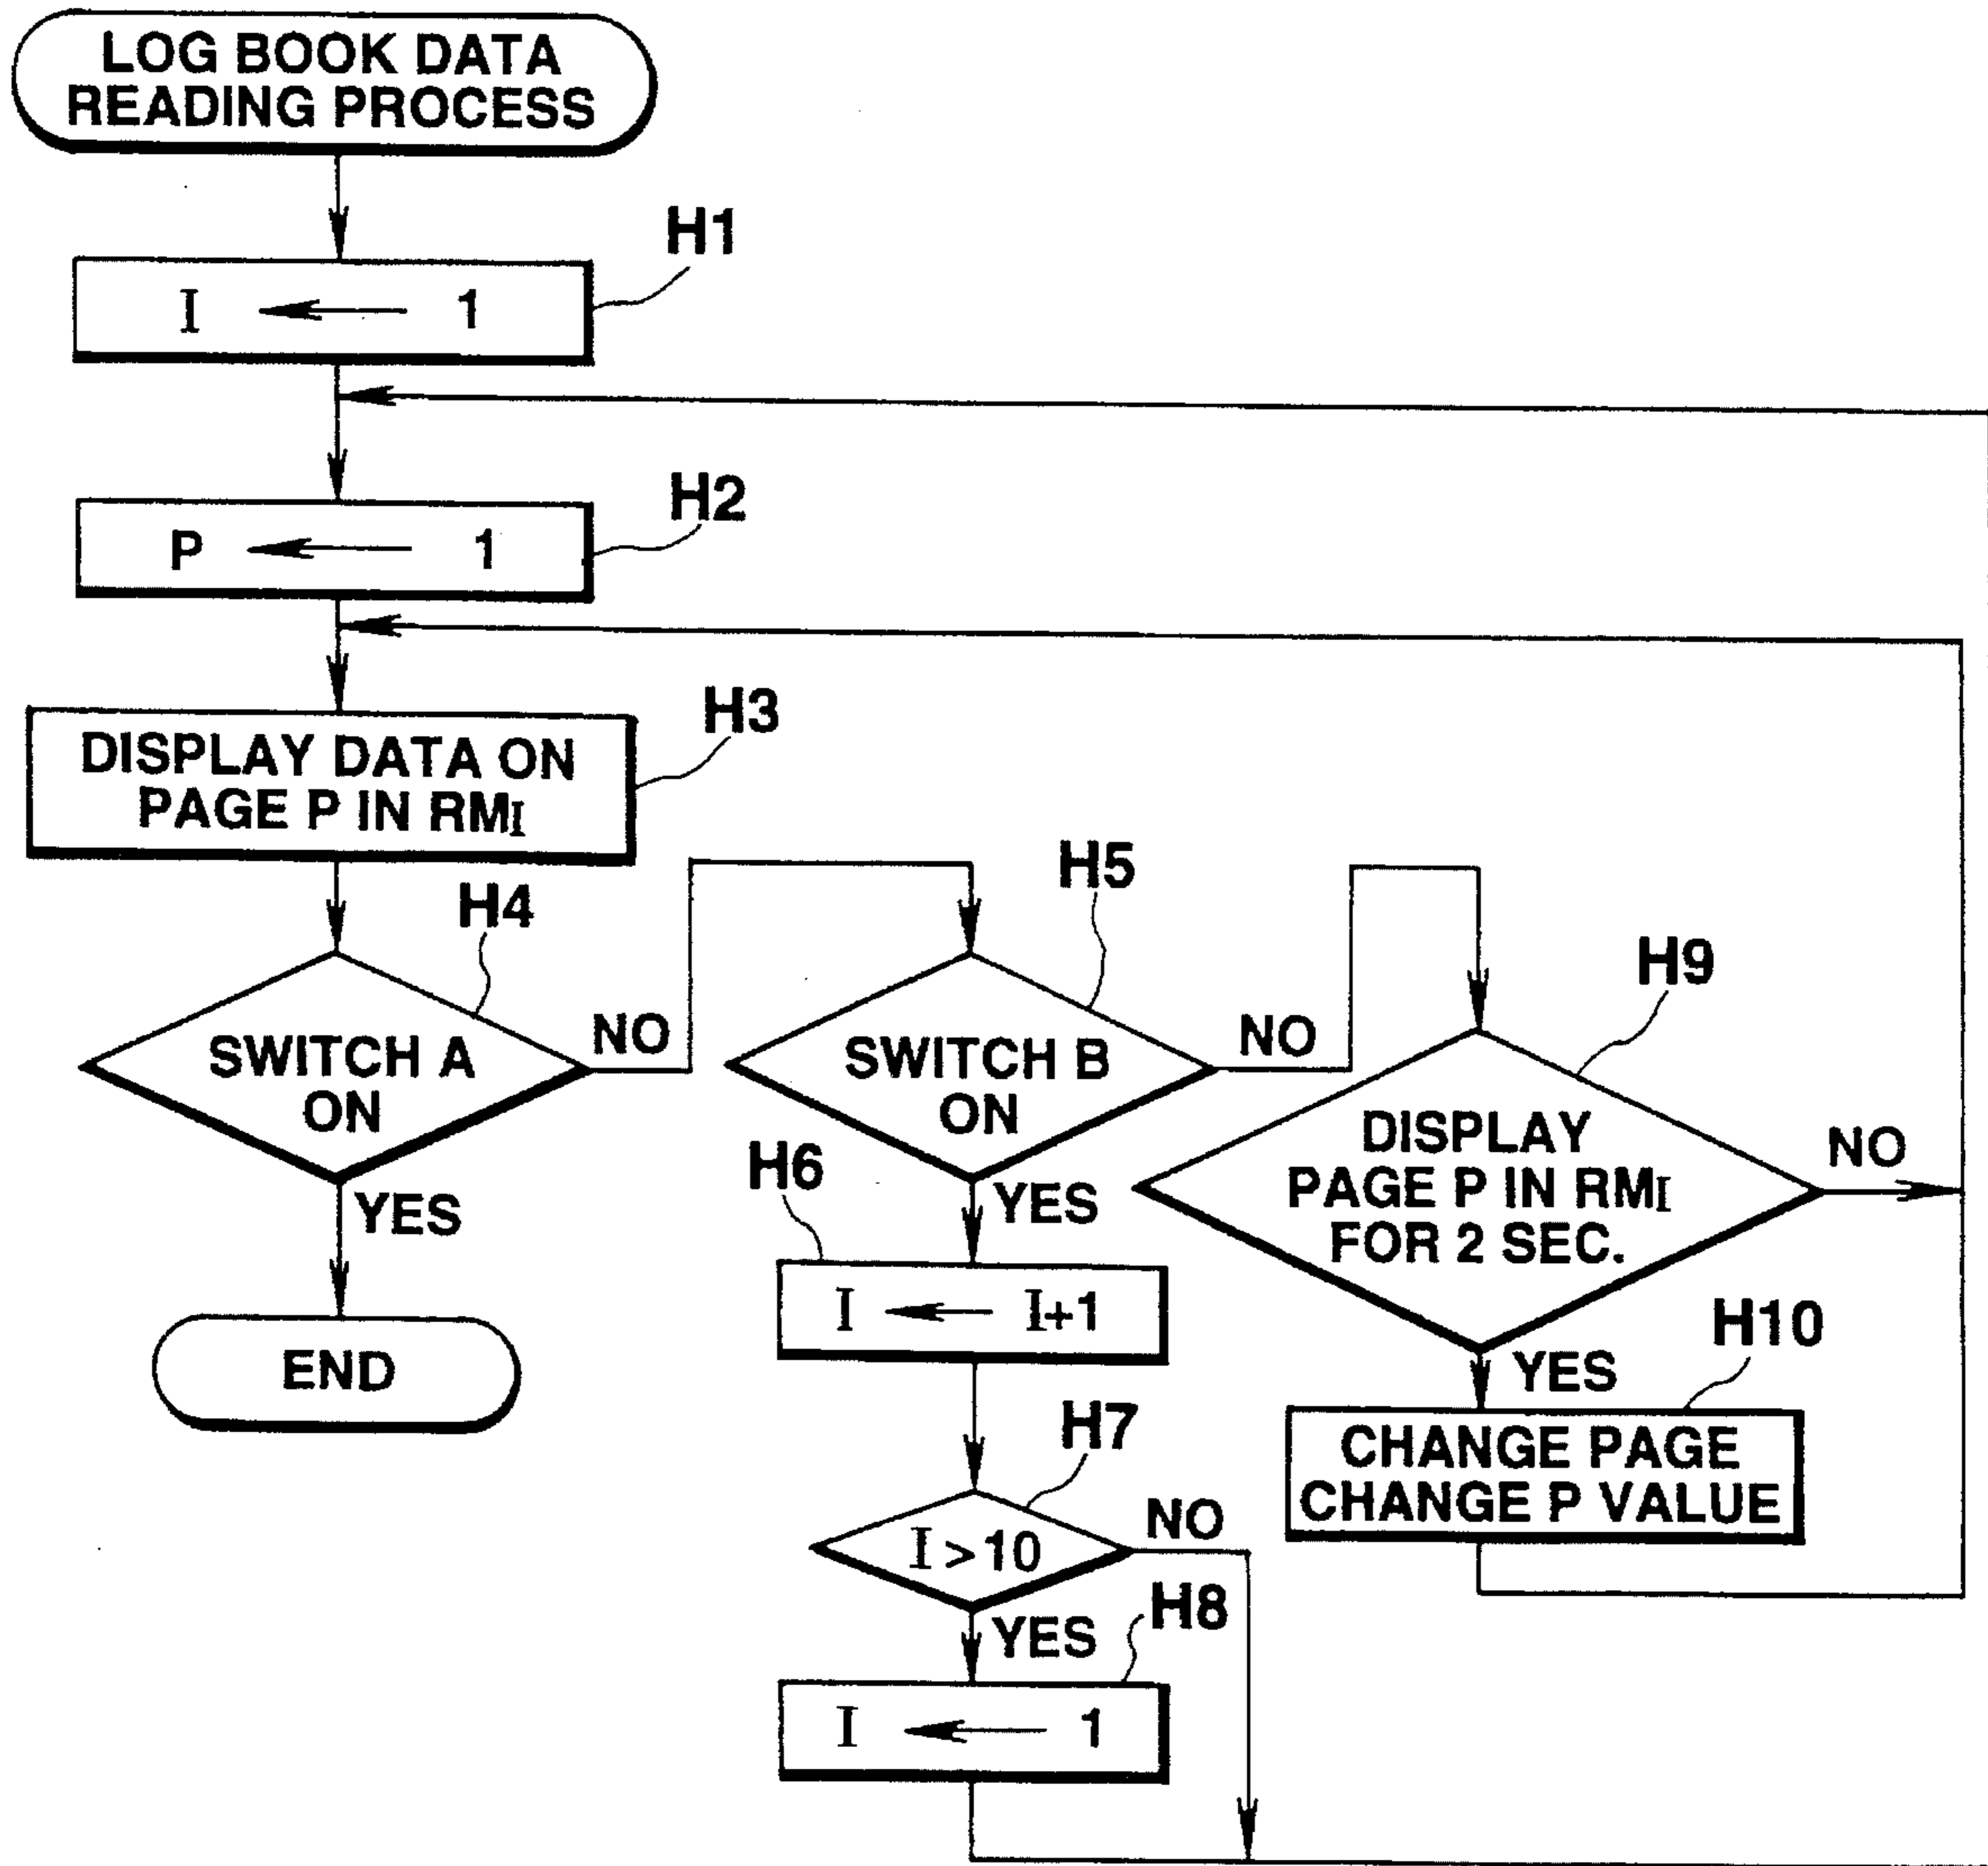 LOG BOOK DATA
READING PROCESS
H1
I ← 1
H2
P ← 1
H3
DISPLAY DATA ON
PAGE P IN RMI
H4
SWITCH A
ON
NO
YES
END
H5
SWITCH B
ON
NO
YES
H6
I ← I+1
H7
I > 10
NO
YES
H8
I ← 1
H9
DISPLAY
PAGE P IN RMI
FOR 2 SEC.
NO
YES
H10
CHANGE PAGE
CHANGE P VALUE